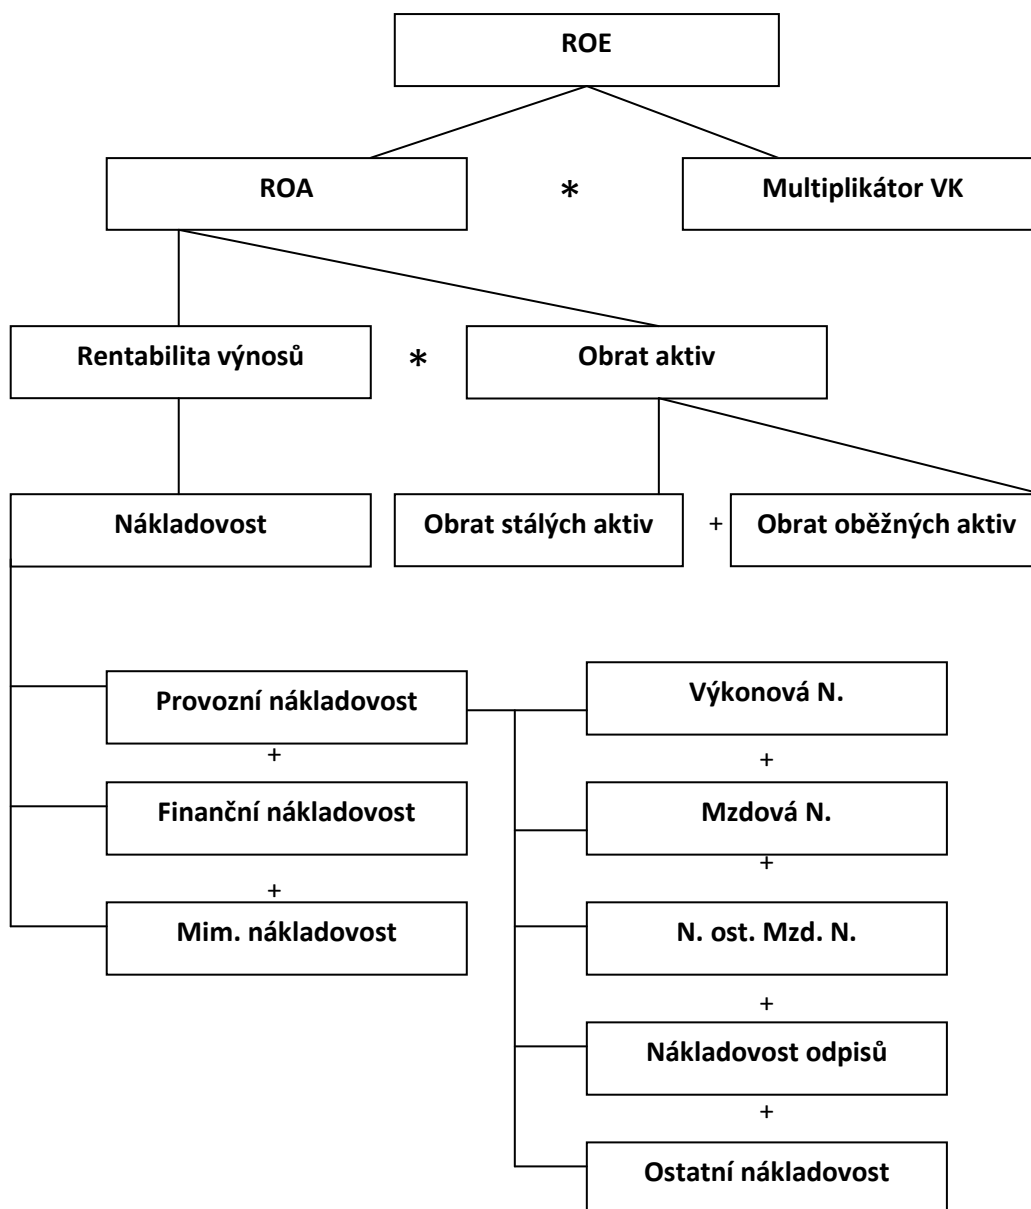 ROE
ROA * Multiplikátor VK
Rentabilita výnosů * Obrat aktiv
Nákladovost Obrat stálých aktiv + Obrat oběžných aktiv
Provozní nákladovost Výkonová N.
+ +
Finanční nákladovost Mzdová N.
+ +
Mim. nákladovost N. ost. Mzd. N.
+
Nákladovost odpisů
+
Ostatní nákladovost